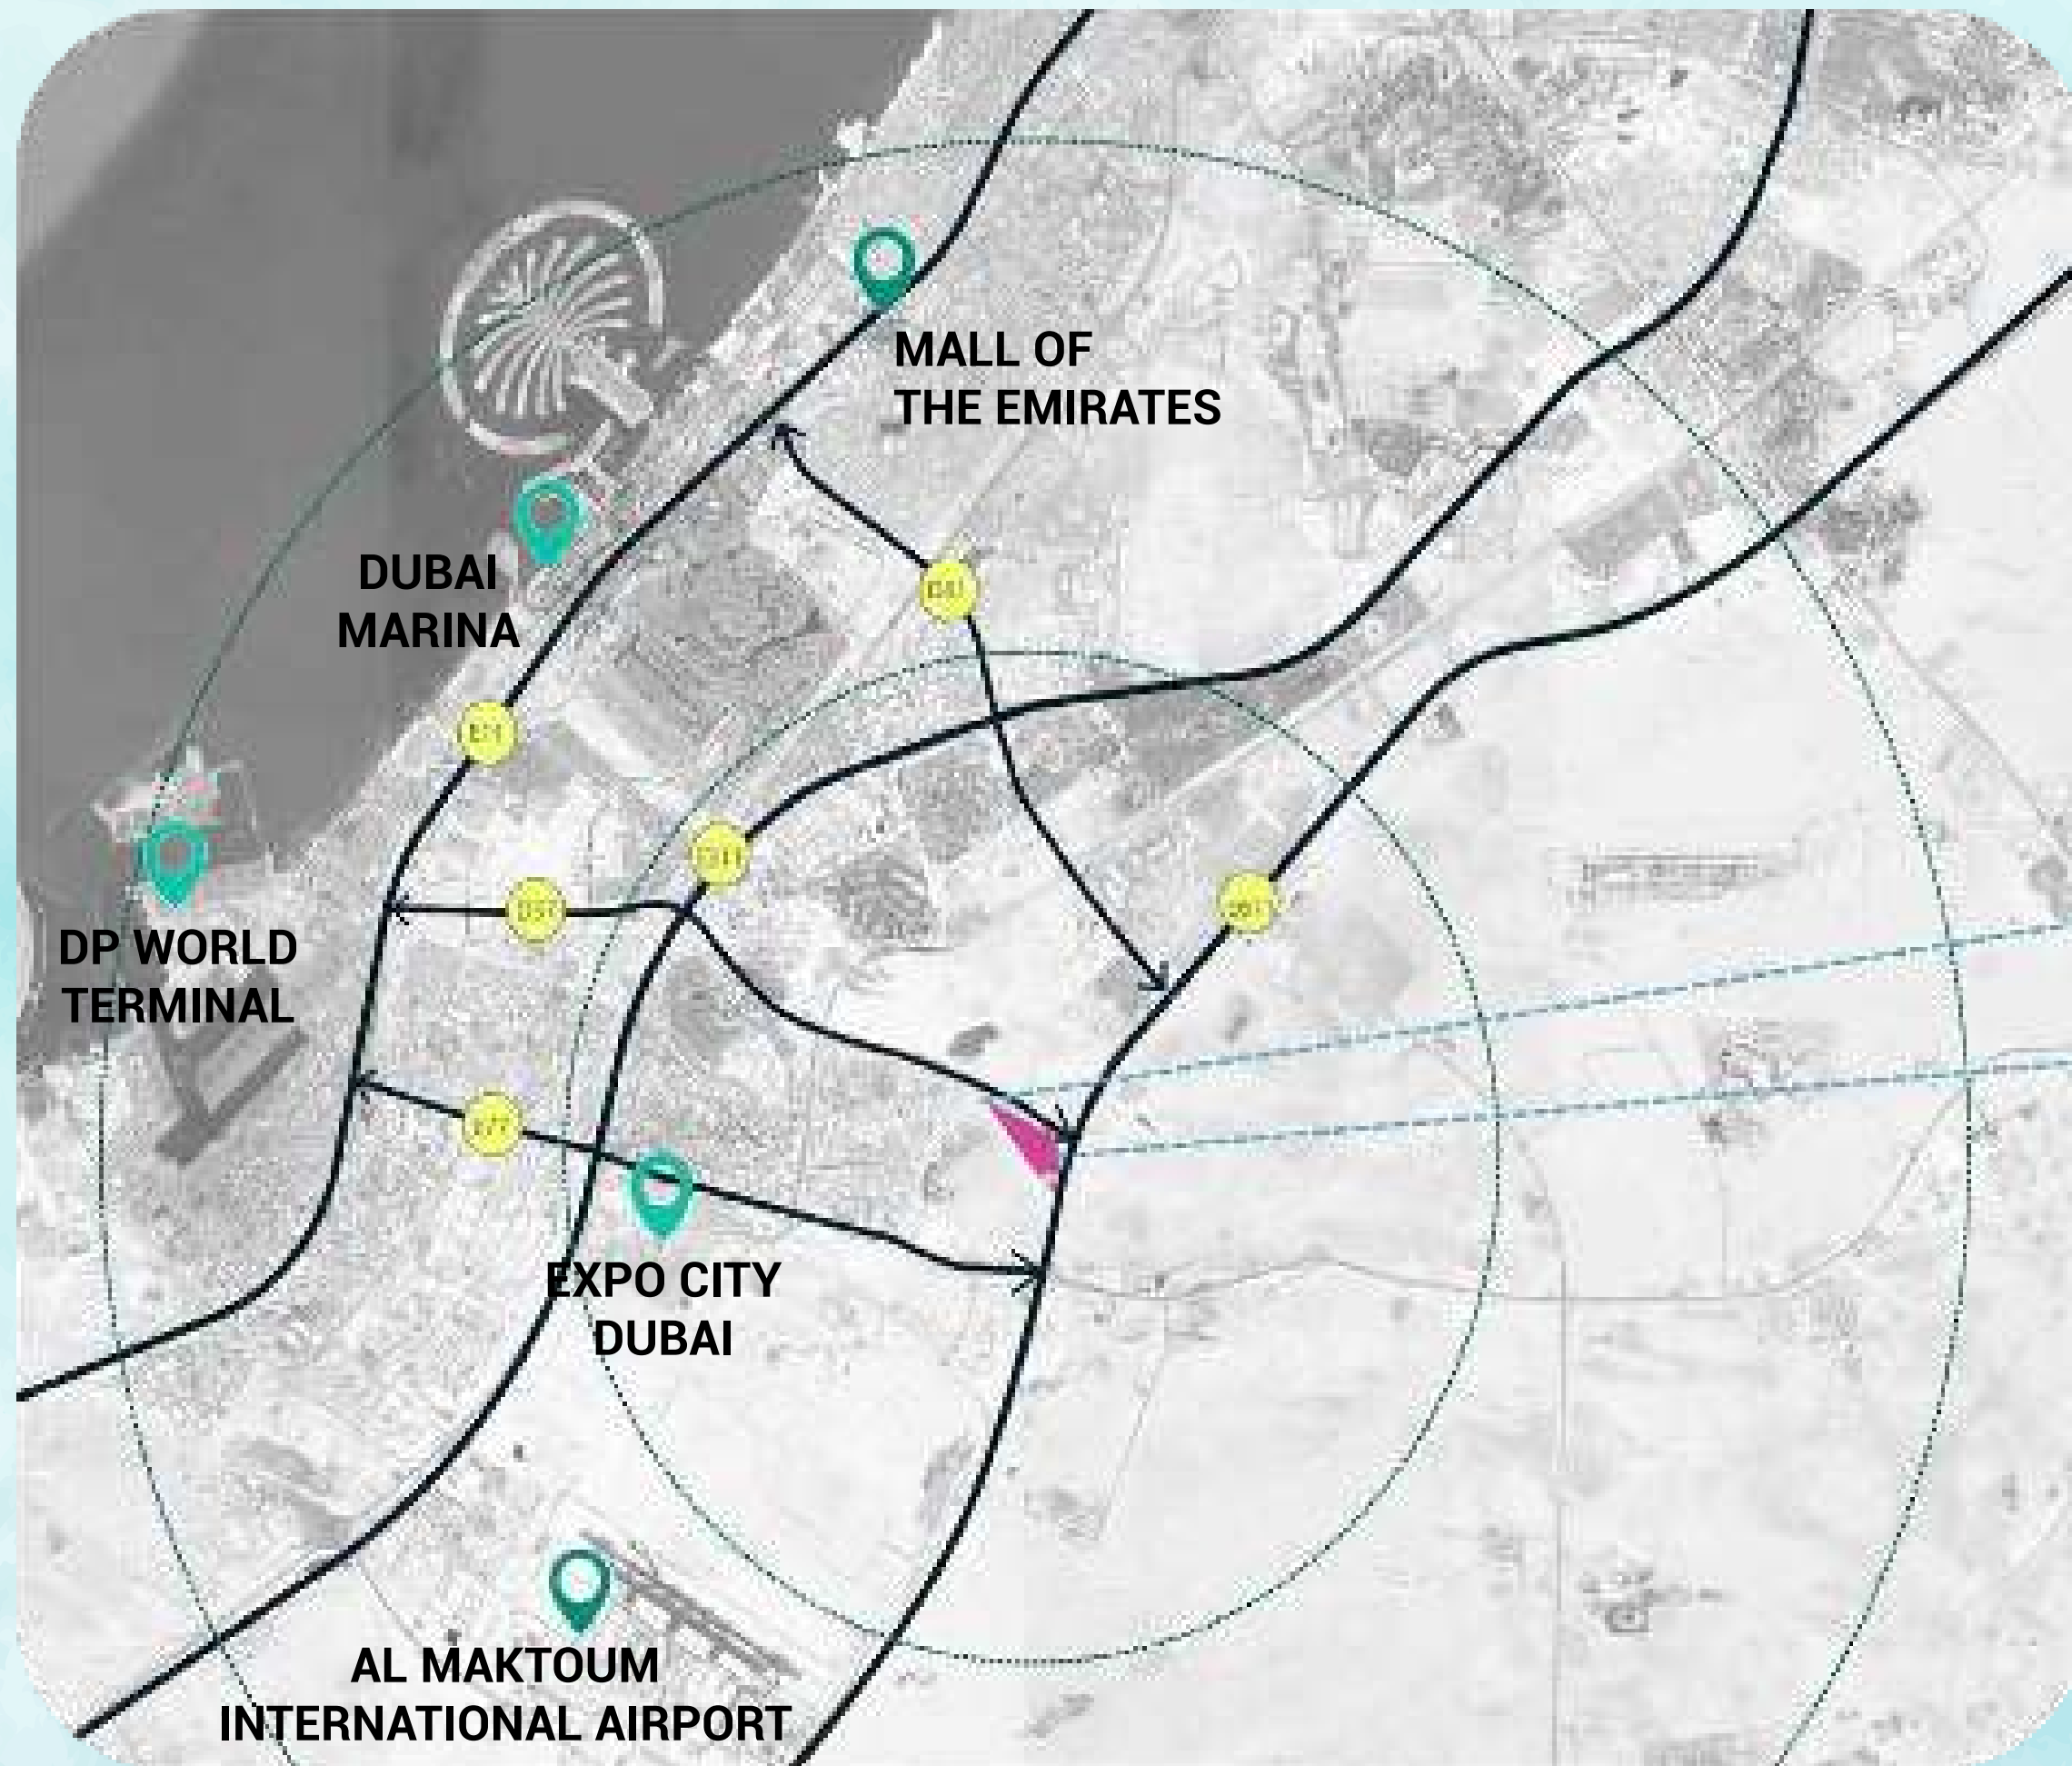 MALL OF
THE EMIRATES
DUBAI
MARINA
DP WORLD
TERMINAL
EXPO CITY
DUBAI
AL MAKTOUM
INTERNATIONAL AIRPORT